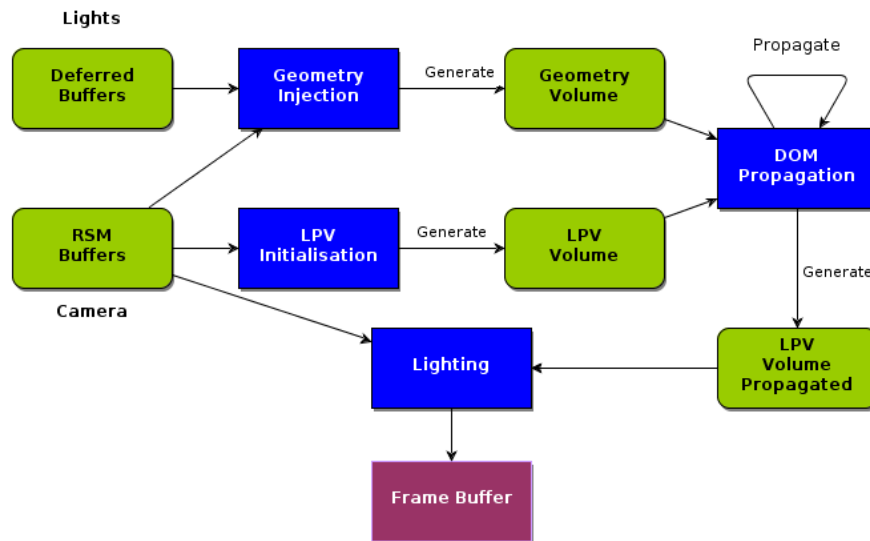 Lights
Propagate
Deferred
Buffers
Geometry
Injection
Generate
Geometry
Volume
DOM
Propagation
RSM
Buffers
LPV
Initialisation
Generate
LPV
Volume
Generate
Camera
Lighting
LPV
Volume
Propagated
Frame Buffer